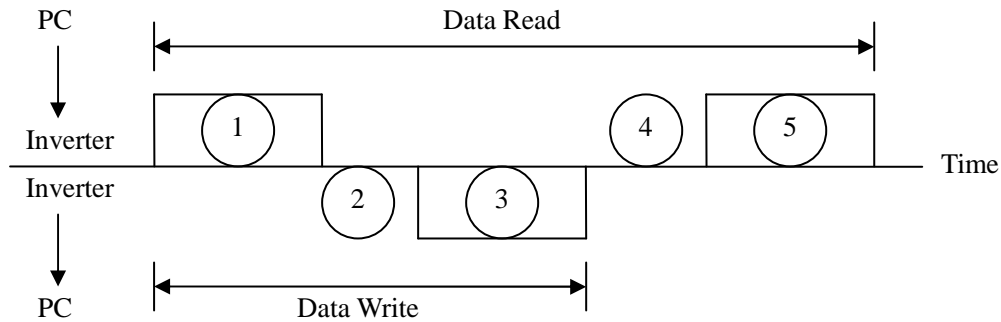 PC
Data Read
1
4
5
Inverter
Time
Inverter
2
3
PC
Data Write